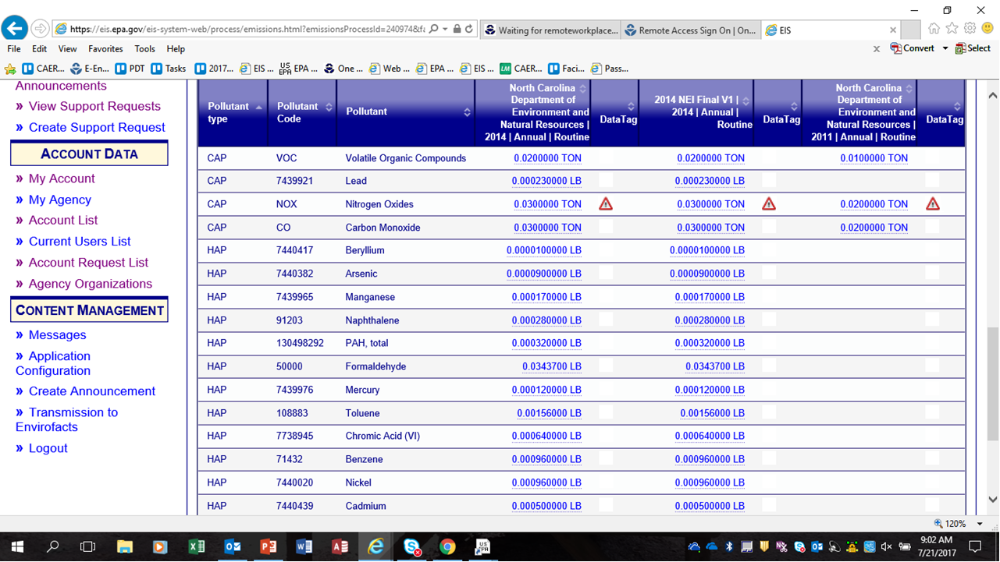 https://eis.epa.gov/eis-system-web/process/emissions.html?emissionsProcessId=240974&fa
Waiting for remoteworkplace...
Remote Access Sign On | On...
EIS
File Edit View Favorites Tools Help
Convert
Select
CAER... E-En... PDT Tasks 2017... EIS ... US EPA EPA ... One ... Web ... EPA ... EIS ... LM CAER... Faci... Pass...
Announcements
» View Support Requests
» Create Support Request
ACCOUNT DATA
» My Account
» My Agency
» Account List
» Current Users List
» Account Request List
» Agency Organizations
CONTENT MANAGEMENT
» Messages
» Application
Configuration
» Create Announcement
» Transmission to
Envirofacts
» Logout
Pollutant type
Pollutant Code
Pollutant
North Carolina
Department of
Environment and
Natural Resources |
2014 | Annual | Routine
DataTag
2014 NEI Final V1 |
2014 | Annual |
Routine
DataTag
North Carolina
Department of
Environment and
Natural Resources |
2011 | Annual | Routine
DataTag
CAP VOC Volatile Organic Compounds 0.0200000 TON 0.0200000 TON 0.0100000 TON
CAP 7439921 Lead 0.000230000 LB 0.000230000 LB
CAP NOX Nitrogen Oxides 0.0300000 TON 0.0300000 TON 0.0200000 TON
CAP CO Carbon Monoxide 0.0300000 TON 0.0300000 TON 0.0200000 TON
HAP 7440417 Beryllium 0.0000100000 LB 0.0000100000 LB
HAP 7440382 Arsenic 0.0000900000 LB 0.0000900000 LB
HAP 7439965 Manganese 0.000170000 LB 0.000170000 LB
HAP 91203 Naphthalene 0.000280000 LB 0.000280000 LB
HAP 130498292 PAH, total 0.000320000 LB 0.000320000 LB
HAP 50000 Formaldehyde 0.0343700 LB 0.0343700 LB
HAP 7439976 Mercury 0.000120000 LB 0.000120000 LB
HAP 108883 Toluene 0.00156000 LB 0.00156000 LB
HAP 7738945 Chromic Acid (VI) 0.000640000 LB 0.000640000 LB
HAP 71432 Benzene 0.000960000 LB 0.000960000 LB
HAP 7440020 Nickel 0.000960000 LB 0.000960000 LB
HAP 7440439 Cadmium 0.000500000 LB 0.000500000 LB
120%
9:02 AM
7/21/2017